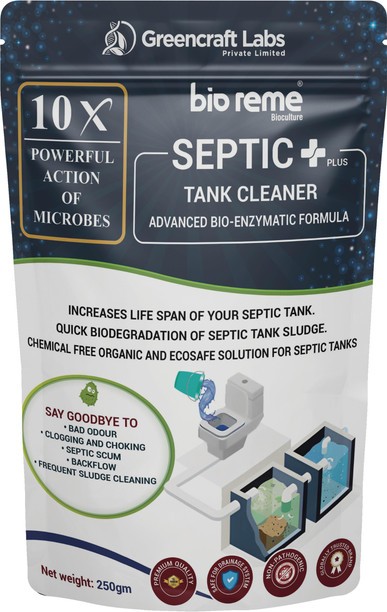 Greencraft Labs
Private Limited
10 X
POWERFUL
ACTION
OF
MICROBES
bio reme®
Bioculture
SEPTIC+ PLUS
TANK CLEANER
ADVANCED BIO-ENZYMATIC FORMULA
INCREASES LIFE SPAN OF YOUR SEPTIC TANK.
QUICK BIODEGRADATION OF SEPTIC TANK SLUDGE.
CHEMICAL FREE ORGANIC AND ECOSAFE SOLUTION FOR SEPTIC TANKS
SAY GOODBYE TO
• BAD ODOUR
• CLOGGING AND CHOKING
• SEPTIC SCUM
• BACKFLOW
• FREQUENT SLUDGE CLEANING
Net weight: 250gm
PREMIUM QUALITY
SAFE FOR DRAINAGE SYSTEM
NON-PATHOGENIC
TRUSTED